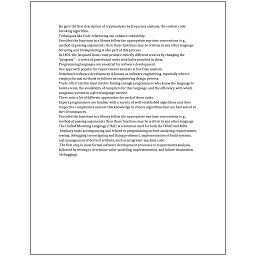 He gave the first description of cryptanalysis by frequency analysis, the earliest code-
breaking algorithm.
Techniques like Code refactoring can enhance readability.
Provided the functions in a library follow the appropriate run-time conventions (e.g.,
method of passing arguments), then these functions may be written in any other language.
Scripting and breakpointing is also part of this process.
In 1801, the Jacquard loom could produce entirely different weaves by changing the
"program" – a series of pasteboard cards with holes punched in them.
Programming languages are essential for software development.
One approach popular for requirements analysis is Use Case analysis.
Sometimes software development is known as software engineering, especially when it
employs formal methods or follows an engineering design process.
Trade-offs from this ideal involve finding enough programmers who know the language to
build a team, the availability of compilers for that language, and the efficiency with which
programs written in a given language execute.
There exist a lot of different approaches for each of those tasks.
Expert programmers are familiar with a variety of well-established algorithms and their
respective complexities and use this knowledge to choose algorithms that are best suited to
the circumstances.
Provided the functions in a library follow the appropriate run-time conventions (e.g.,
method of passing arguments), then these functions may be written in any other language.
The Unified Modeling Language (UML) is a notation used for both the OOAD and MDA.
Auxiliary tasks accompanying and related to programming include analyzing requirements,
testing, debugging (investigating and fixing problems), implementation of build systems,
and management of derived artifacts, such as programs' machine code.
The first step in most formal software development processes is requirements analysis,
followed by testing to determine value modeling, implementation, and failure elimination
(debugging).